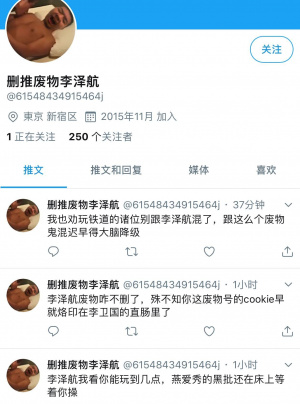 关注
删推废物李泽航
@61548434915464j
東京 新宿区 2015年11月 加入
1 正在关注 250 个关注者
推文 推文和回复 媒体 喜欢
删推废物李泽航 @61548434915464j · 37分钟
我也劝玩铁道的诸位别跟李泽航混了，跟这么个废物
鬼混迟早得大脑降级
删推废物李泽航 @61548434915464j · 1小时
李泽航废物咋不删了，殊不知你这废物号的cookie早
就烙印在李卫国的直肠里了
删推废物李泽航 @61548434915464j · 1小时
李泽航我看你能玩到几点，燕爱秀的黑批还在床上等
着你操